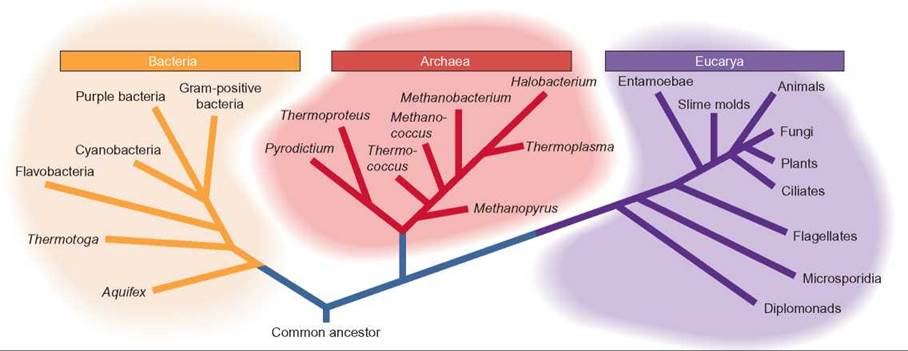 Bacteria
Archaea
Eucarya
Purple bacteria
Gram-positive
bacteria
Cyanobacteria
Flavobacteria
Thermotoga
Aquifex
Halobacterium
Methanobacterium
Thermoproteus
Methano-
coccus
Pyrodictium
Thermo-
coccus
Thermoplasma
Methanopyrus
Entamoebae
Animals
Slime molds
Fungi
Plants
Ciliates
Flagellates
Microsporidia
Diplomonads
Common ancestor